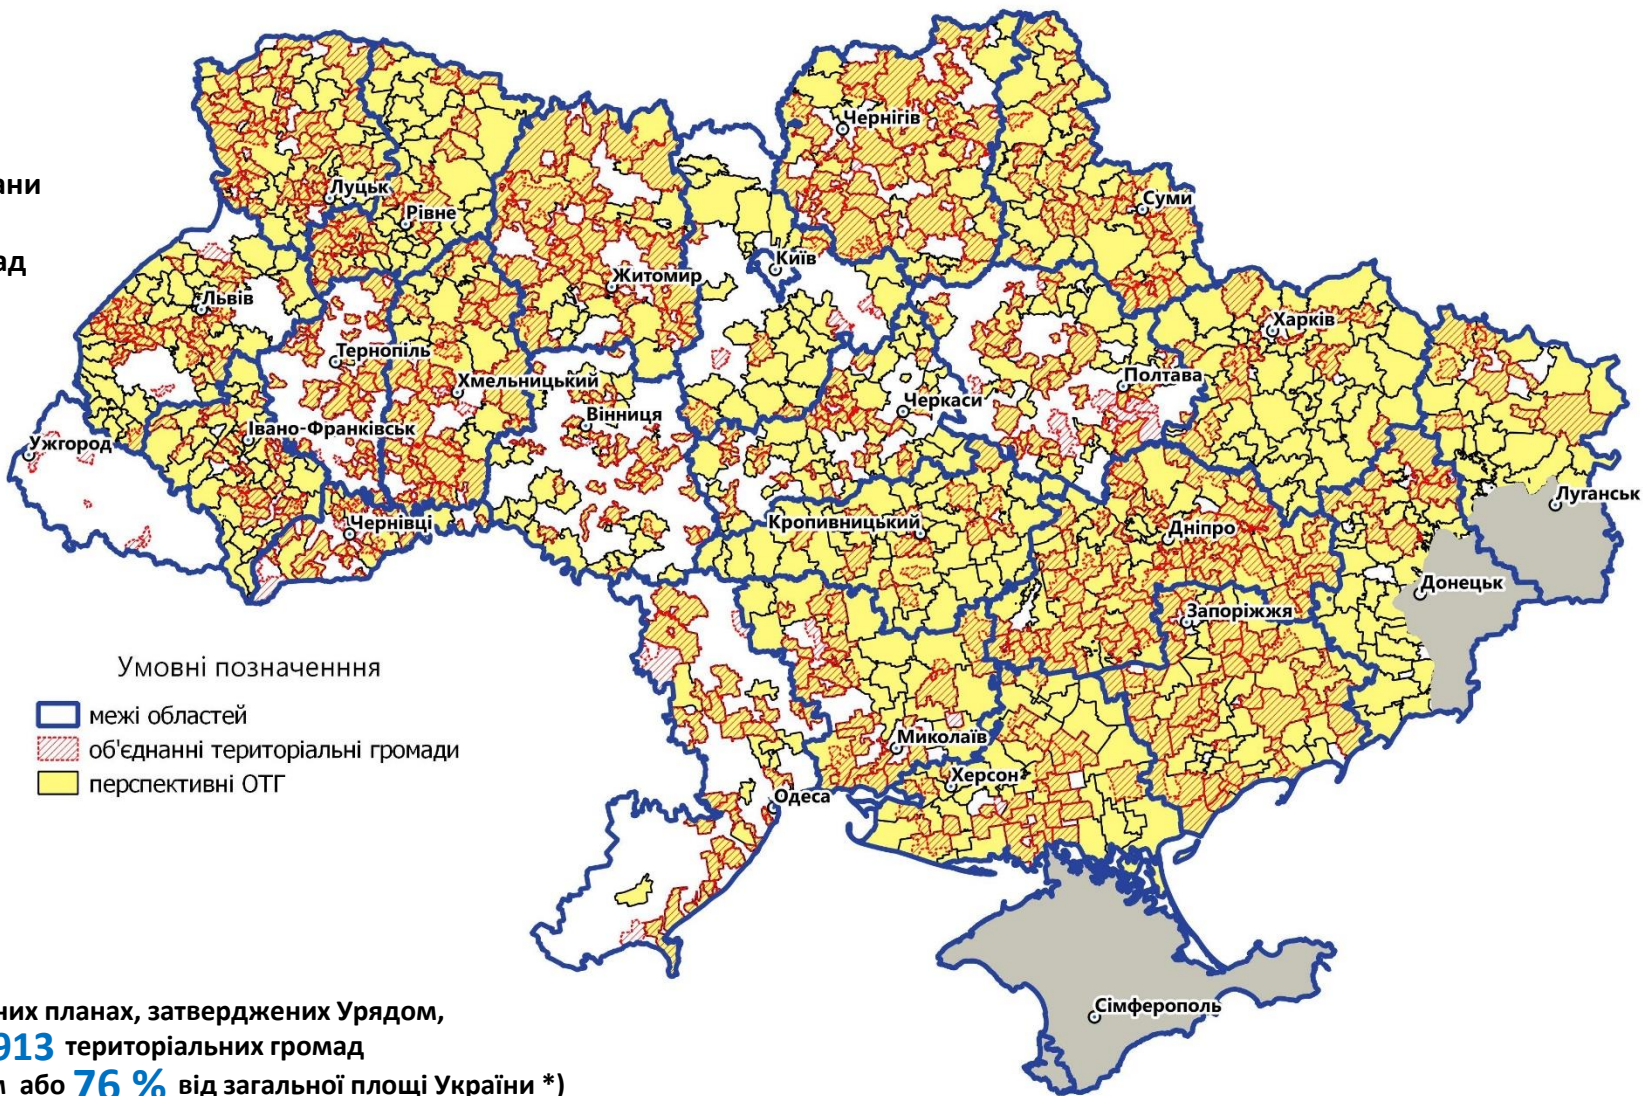 ани
ад
Чернігів
Луцьк
Рівне
Суми
Київ
Житомир
Львів
Харків
Тернопіль
Хмельницький
Полтава
Черкаси
Вінниця
Івано-Франківськ
Ужгород
Луганськ
Чернівці
Кропивницький
Дніпро
Донецьк
Запоріжжя
Умовні позначенння
межі областей
об'єднанні територіальні громади
перспективні ОТГ
Миколаїв
Херсон
Одеса
Сімферополь
них планах, затверджених Урядом,
913 територіальних громад
або 76 % від загальної площі України *)